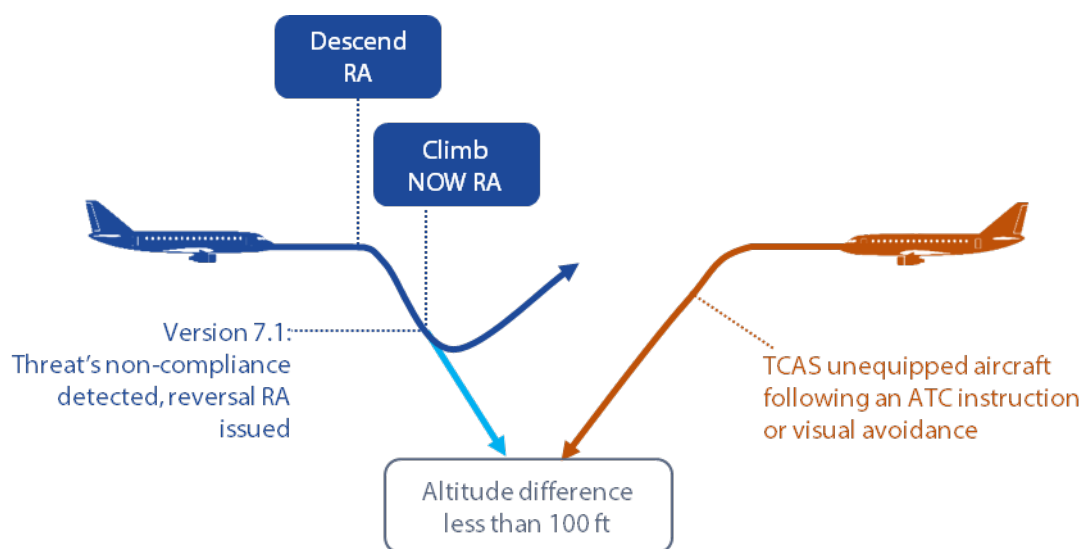 Descend
RA
Climb
NOW RA
Version 7.1:
Threat's non-compliance
detected, reversal RA
issued
TCAS unequipped aircraft
following an ATC instruction
or visual avoidance
Altitude difference
less than 100 ft